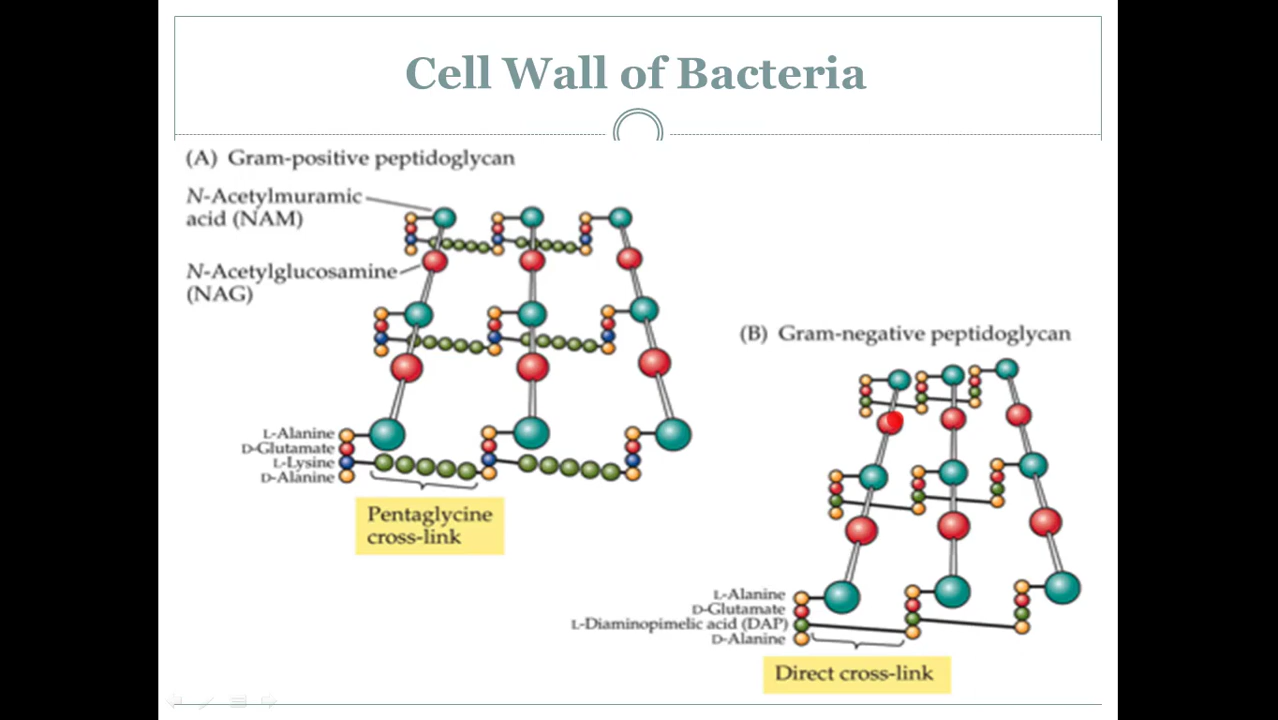 Cell Wall of Bacteria
(A) Gram-positive peptidoglycan
N-Acetylmuramic
acid (NAM)
N-Acetylglucosamine
(NAG)
L-Alanine
D-Glutamate
L-Lysine
D-Alanine
Pentaglycine
cross-link
(B) Gram-negative peptidoglycan
L-Alanine
D-Glutamate
L-Diaminopimelic acid (DAP)
D-Alanine
Direct cross-link